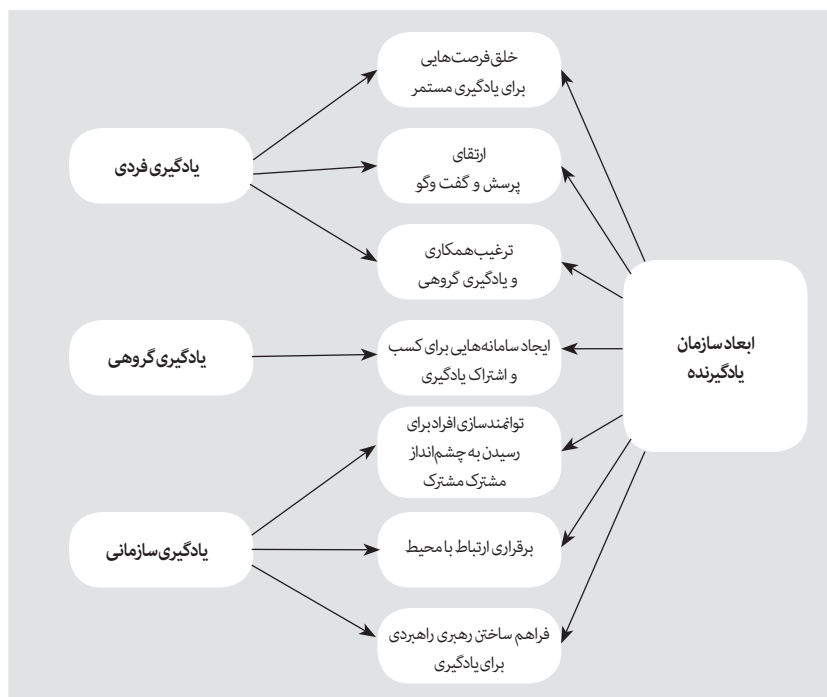 ابعاد سازمان
یادگیرنده
خلق فرصت‌هایی
برای یادگیری مستمر
ارتقای
پرسش و گفت وگو
ترغیب همکاری
و یادگیری گروهی
ایجاد سامانه‌هایی برای کسب
و اشتراک یادگیری
توانمندسازی افراد برای
رسیدن به چشم‌انداز
مشترک مشترک
برقراری ارتباط با محیط
فراهم ساختن رهبری راهبردی
برای یادگیری
یادگیری فردی
یادگیری گروهی
یادگیری سازمانی